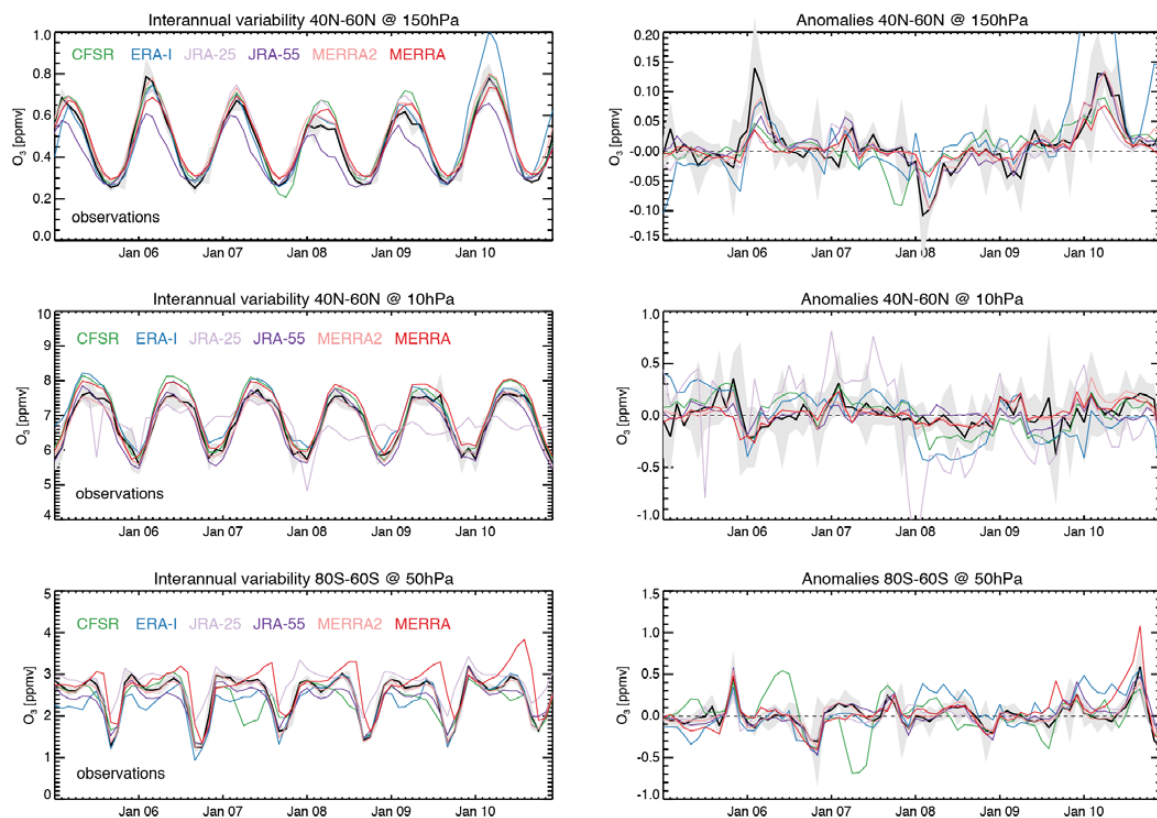 Interannual variability 40N-60N @ 150hPa
CFSR ERA-I JRA-25 JRA-55 MERRA2 MERRA
1.0
0.8
0.6
0.4
0.2
0.0
O3 [ppmv]
observations
Jan 06 Jan 07 Jan 08 Jan 09 Jan 10
Anomalies 40N-60N @ 150hPa
0.20
0.15
0.10
0.05
-0.00
-0.05
-0.10
-0.15
O3 [ppmv]
Jan 06 Jan 07 Jan 08 Jan 09 Jan 10
Interannual variability 40N-60N @ 10hPa
CFSR ERA-I JRA-25 JRA-55 MERRA2 MERRA
10
9
8
7
6
5
4
O3 [ppmv]
observations
Jan 06 Jan 07 Jan 08 Jan 09 Jan 10
Anomalies 40N-60N @ 10hPa
1.0
0.5
0.0
-0.5
-1.0
O3 [ppmv]
Jan 06 Jan 07 Jan 08 Jan 09 Jan 10
Interannual variability 80S-60S @ 50hPa
CFSR ERA-I JRA-25 JRA-55 MERRA2 MERRA
5
4
3
2
1
0
O3 [ppmv]
observations
Jan 06 Jan 07 Jan 08 Jan 09 Jan 10
Anomalies 80S-60S @ 50hPa
1.5
1.0
0.5
0.0
-0.5
-1.0
O3 [ppmv]
Jan 06 Jan 07 Jan 08 Jan 09 Jan 10